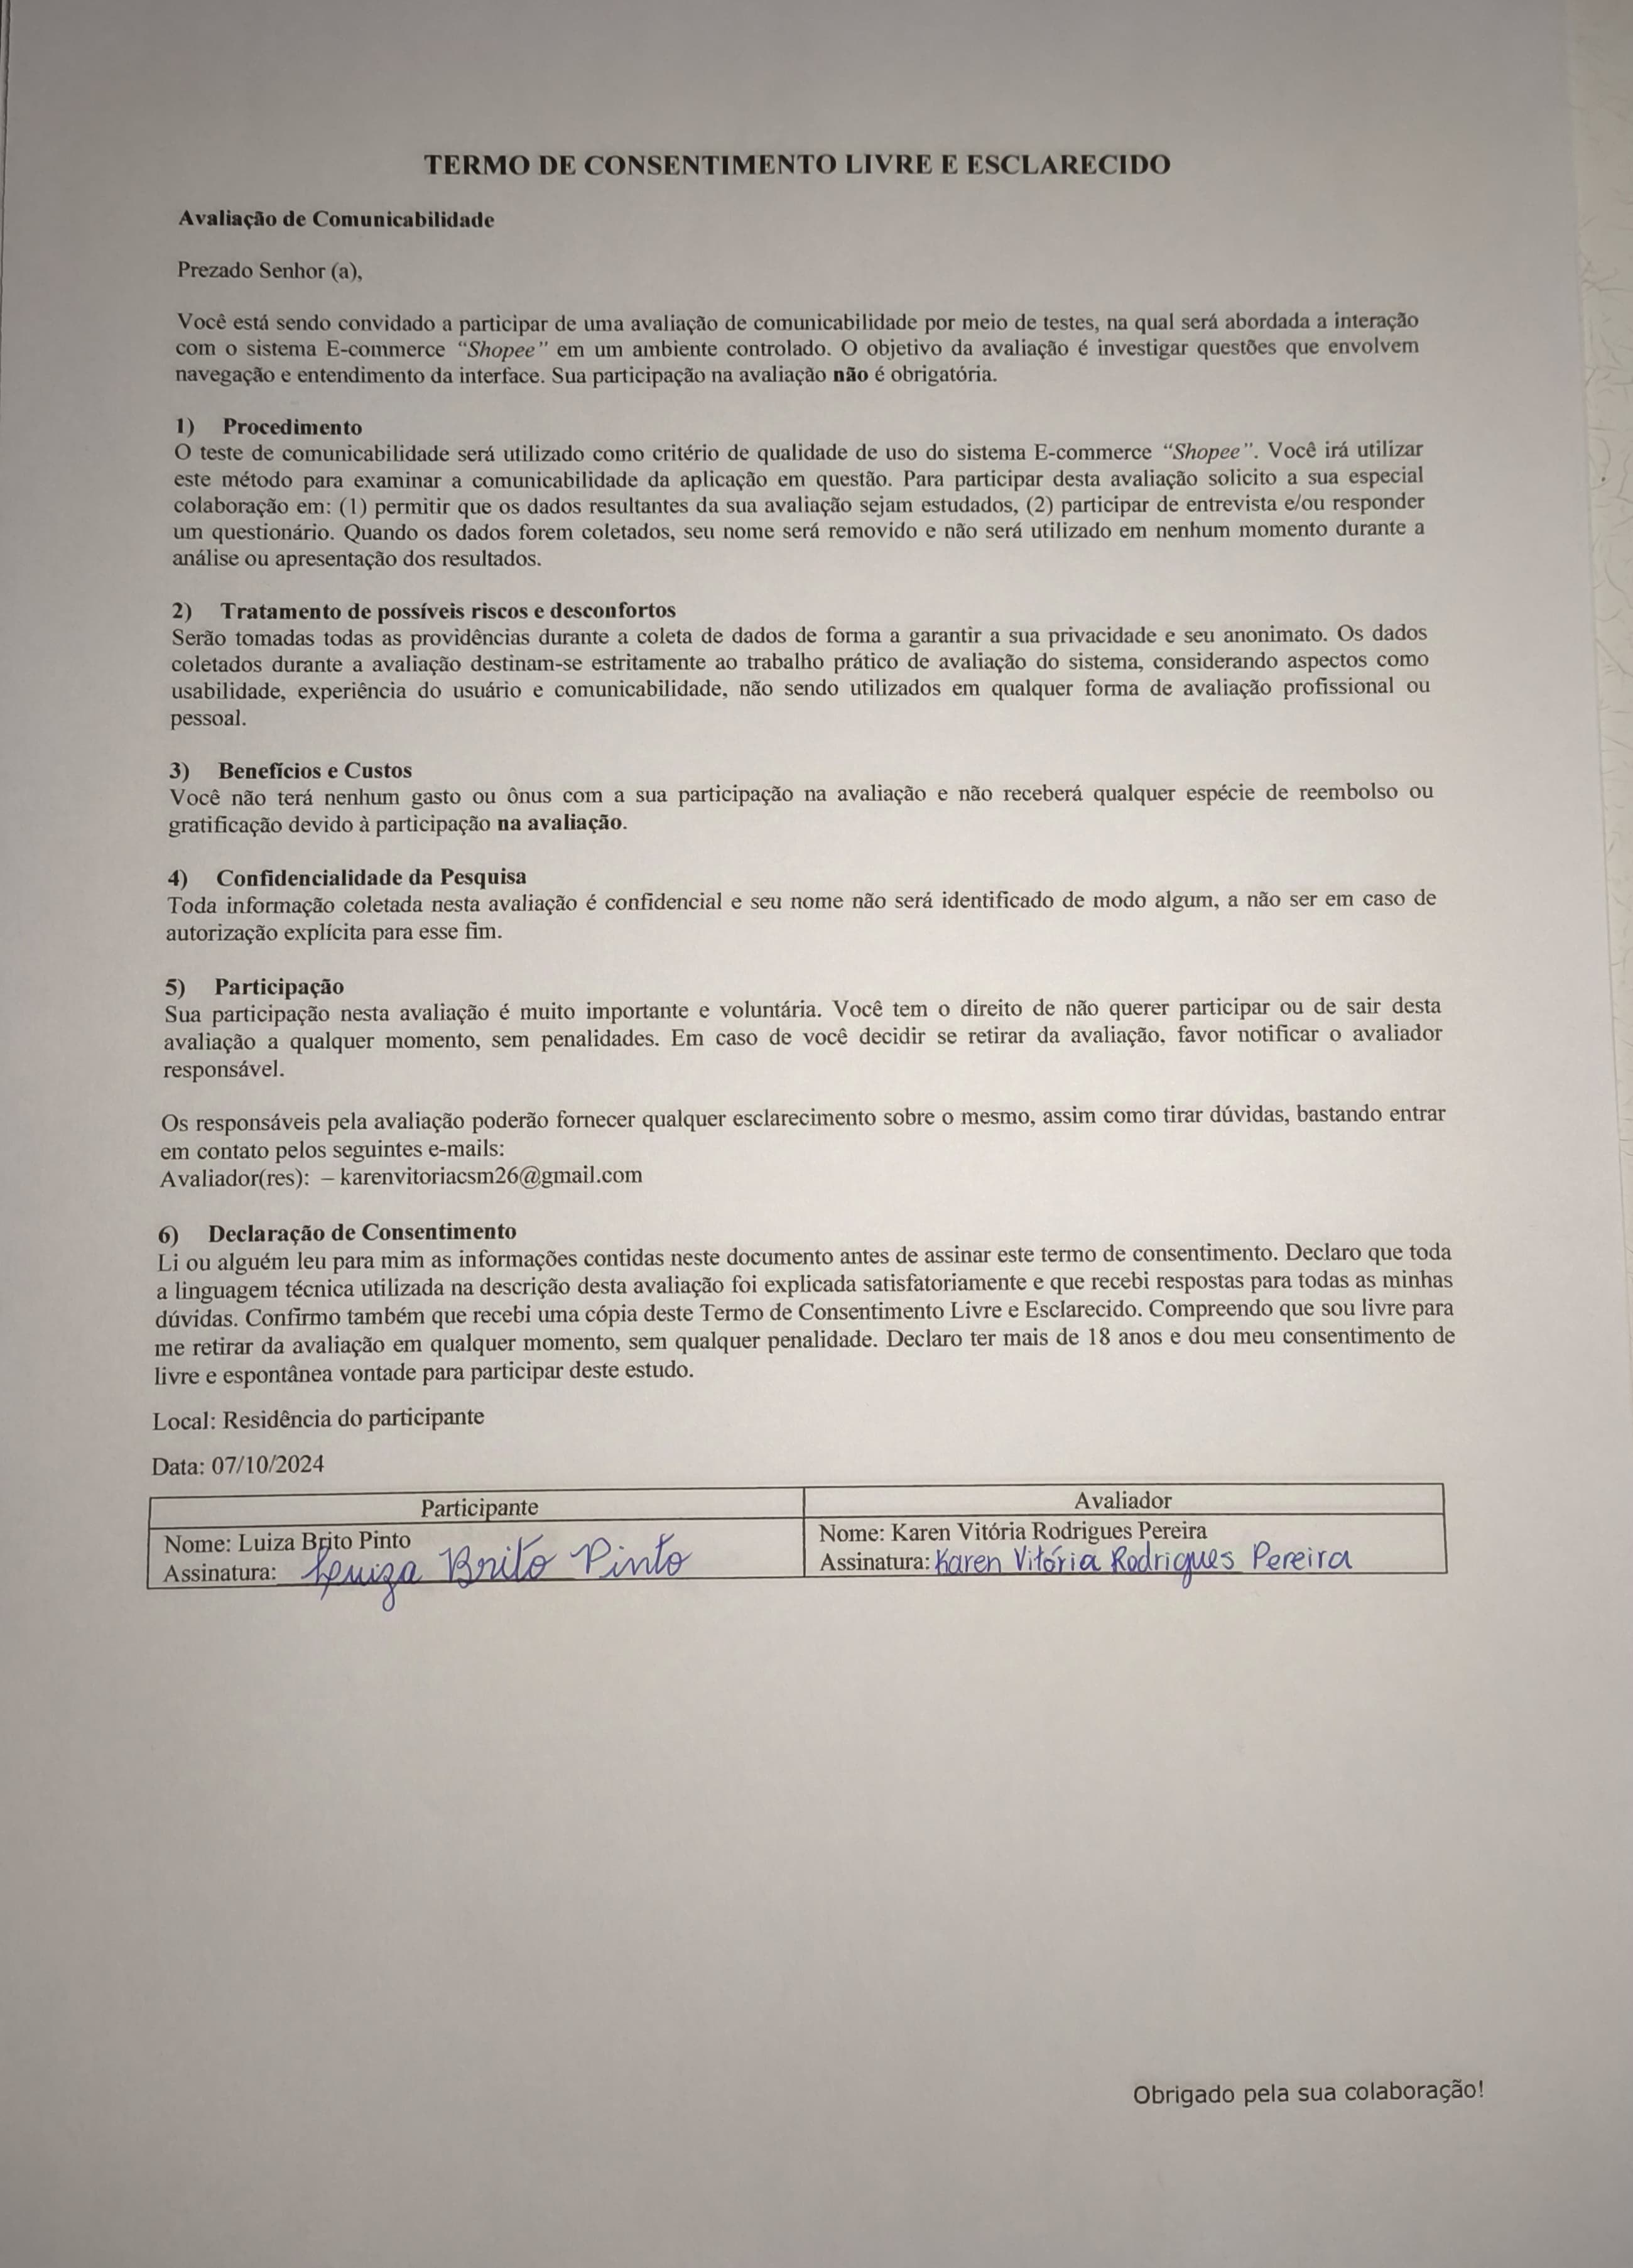 TERMO DE CONSENTIMENTO LIVRE E ESCLARECIDO
Avaliação de Comunicabilidade
Prezado Senhor (a),
Você está sendo convidado a participar de uma avaliação de comunicabilidade por meio de testes, na qual será abordada a interação
com o sistema E-commerce “Shopee” em um ambiente controlado. O objetivo da avaliação é investigar questões que envolvem
navegação e entendimento da interface. Sua participação na avaliação não é obrigatória.
1) Procedimento
O teste de comunicabilidade será utilizado como critério de qualidade de uso do sistema E-commerce “Shopee”. Você irá utilizar
este método para examinar a comunicabilidade da aplicação em questão. Para participar desta avaliação solicito a sua especial
colaboração em: (1) permitir que os dados resultantes da sua avaliação sejam estudados, (2) participar de entrevista e/ou responder
um questionário. Quando os dados forem coletados, seu nome será removido e não será utilizado em nenhum momento durante a
análise ou apresentação dos resultados.
2) Tratamento de possíveis riscos e desconfortos
Serão tomadas todas as providências durante a coleta de dados de forma a garantir a sua privacidade e seu anonimato. Os dados
coletados durante a avaliação destinam-se estritamente ao trabalho prático de avaliação do sistema, considerando aspectos como
usabilidade, experiência do usuário e comunicabilidade, não sendo utilizados em qualquer forma de avaliação profissional ou
pessoal.
3) Benefícios e Custos
Você não terá nenhum gasto ou ônus com a sua participação na avaliação e não receberá qualquer espécie de reembolso ou
gratificação devido à participação na avaliação.
4) Confidencialidade da Pesquisa
Toda informação coletada nesta avaliação é confidencial e seu nome não será identificado de modo algum, a não ser em caso de
autorização explícita para esse fim.
5) Participação
Sua participação nesta avaliação é muito importante e voluntária. Você tem o direito de não querer participar ou de sair desta
avaliação a qualquer momento, sem penalidades. Em caso de você decidir se retirar da avaliação, favor notificar o avaliador
responsável.
Os responsáveis pela avaliação poderão fornecer qualquer esclarecimento sobre o mesmo, assim como tirar dúvidas, bastando entrar
em contato pelos seguintes e-mails:
Avaliador(res): – karenvitoriacsm26@gmail.com
6) Declaração de Consentimento
Li ou alguém leu para mim as informações contidas neste documento antes de assinar este termo de consentimento. Declaro que toda
a linguagem técnica utilizada na descrição desta avaliação foi explicada satisfatoriamente e que recebi respostas para todas as minhas
dúvidas. Confirmo também que recebi uma cópia deste Termo de Consentimento Livre e Esclarecido. Compreendo que sou livre para
me retirar da avaliação em qualquer momento, sem qualquer penalidade. Declaro ter mais de 18 anos e dou meu consentimento de
livre e espontânea vontade para participar deste estudo.
Local: Residência do participante
Data: 07/10/2024
Participante
Nome: Luiza Brito Pinto
Assinatura: Luiza Brito Pinto
Avaliador
Nome: Karen Vitória Rodrigues Pereira
Assinatura: Karen Vitória Rodrigues Pereira
Obrigado pela sua colaboração!